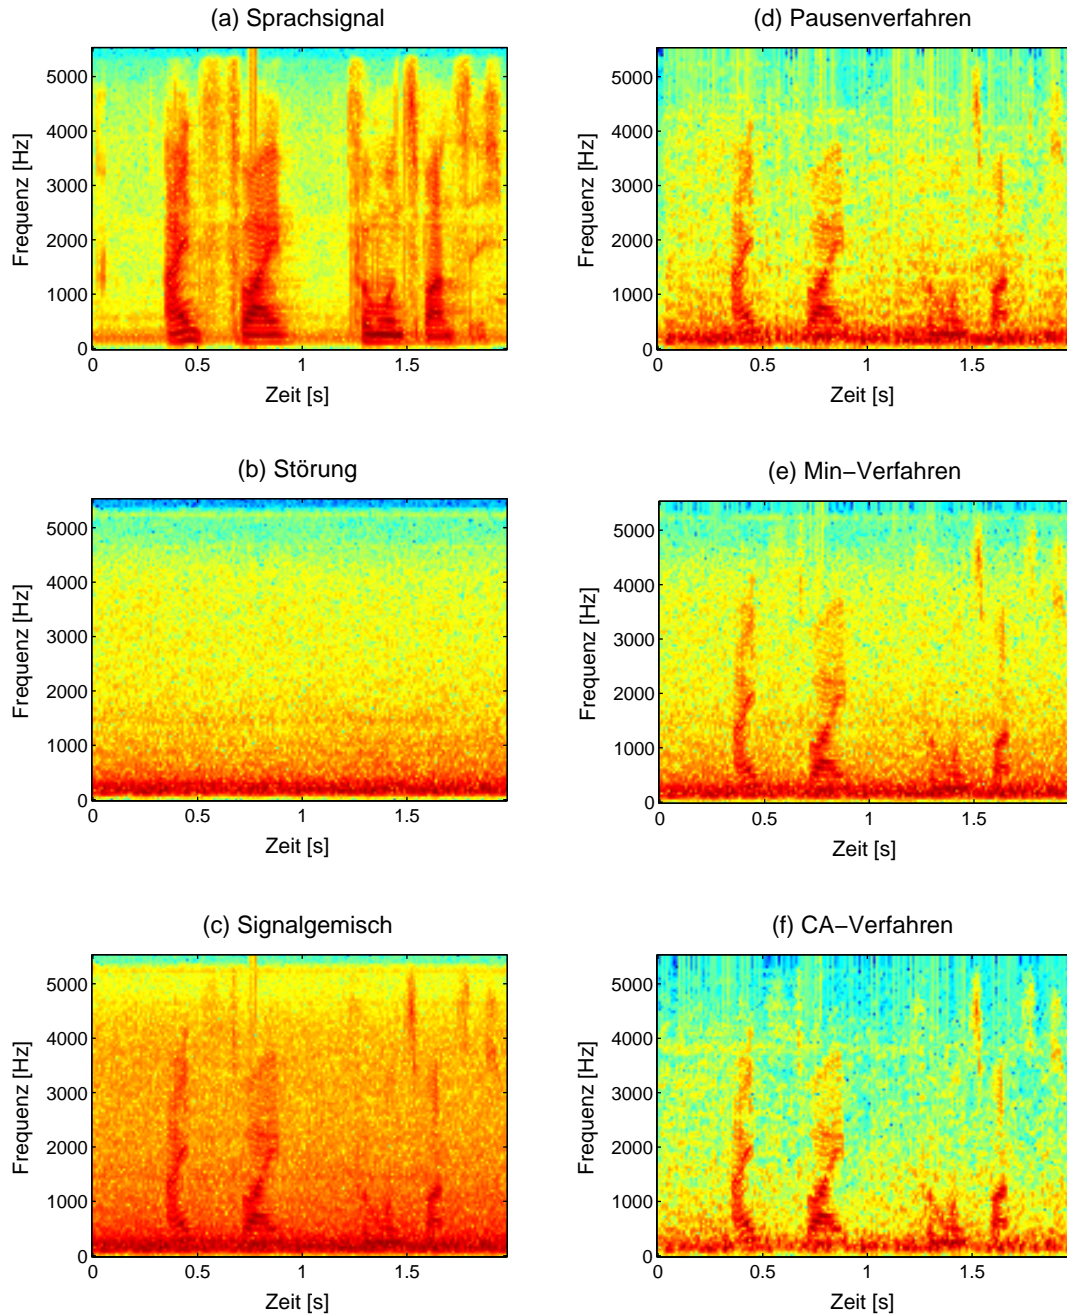 (a) Sprachsignal
5000
4000
3000
2000
1000
0
Frequenz [Hz]
0 0.5 1 1.5
Zeit [s]
(d) Pausenverfahren
5000
4000
3000
2000
1000
0
Frequenz [Hz]
0 0.5 1 1.5
Zeit [s]
(b) Störung
5000
4000
3000
2000
1000
0
Frequenz [Hz]
0 0.5 1 1.5
Zeit [s]
(e) Min−Verfahren
5000
4000
3000
2000
1000
0
Frequenz [Hz]
0 0.5 1 1.5
Zeit [s]
(c) Signalgemisch
5000
4000
3000
2000
1000
0
Frequenz [Hz]
0 0.5 1 1.5
Zeit [s]
(f) CA−Verfahren
5000
4000
3000
2000
1000
0
Frequenz [Hz]
0 0.5 1 1.5
Zeit [s]